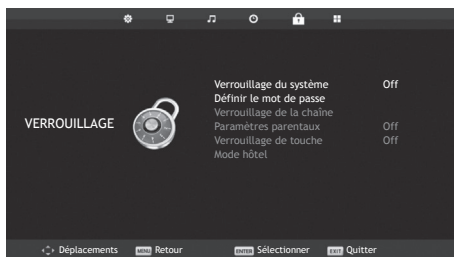 VERROUILLAGE
Verrouillage du système Off
Définir le mot de passe
Verrouillage de la chaîne
Paramètres parentaux Off
Verrouillage de touche Off
Mode hôtel
Déplacements MENU Retour ENTER Sélectionner EXIT Quitter